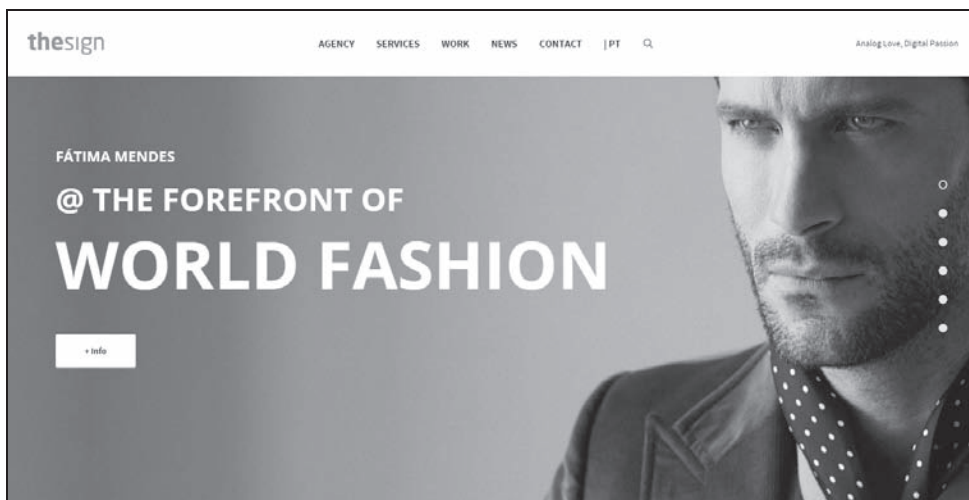 thesign
AGENCY SERVICES WORK NEWS CONTACT | PT
Analog Love, Digital Passion
FÁTIMA MENDES
@ THE FOREFRONT OF
WORLD FASHION
+ Info